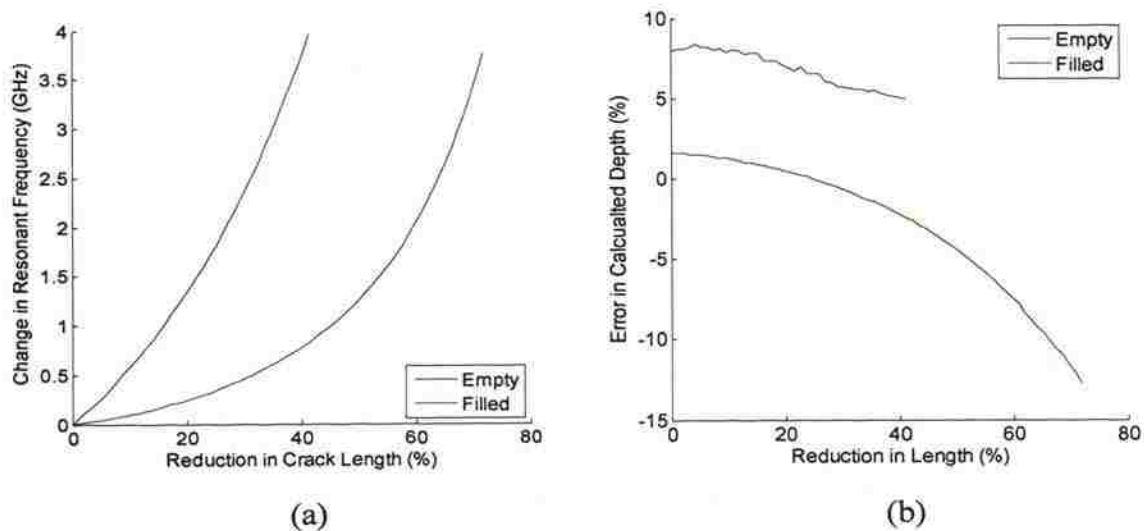 4
3.5
3
2.5
2
1.5
1
0.5
0
0 20 40 60 80
Change in Resonant Frequency (GHz)
Reduction in Crack Length (%)
Empty
Filled
(a)
10
5
0
-5
-10
-15
0 20 40 60 80
Error in Calcualted Depth (%)
Reduction in Length (%)
Empty
Filled
(b)